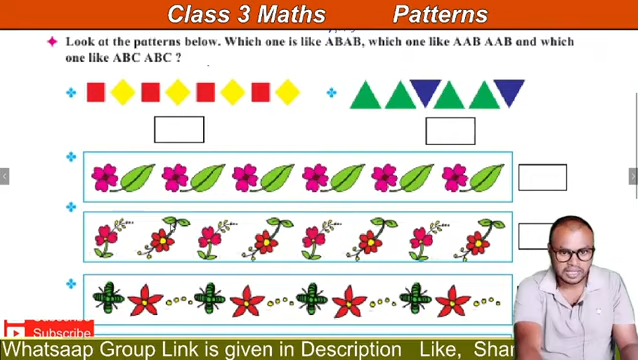 Class 3 Maths Patterns
Look at the patterns below. Which one is like ABAB, which one like AAB AAB and which
one like ABC ABC ?
Subscribe
Whatsaap Group Link is given in Description Like, Shar